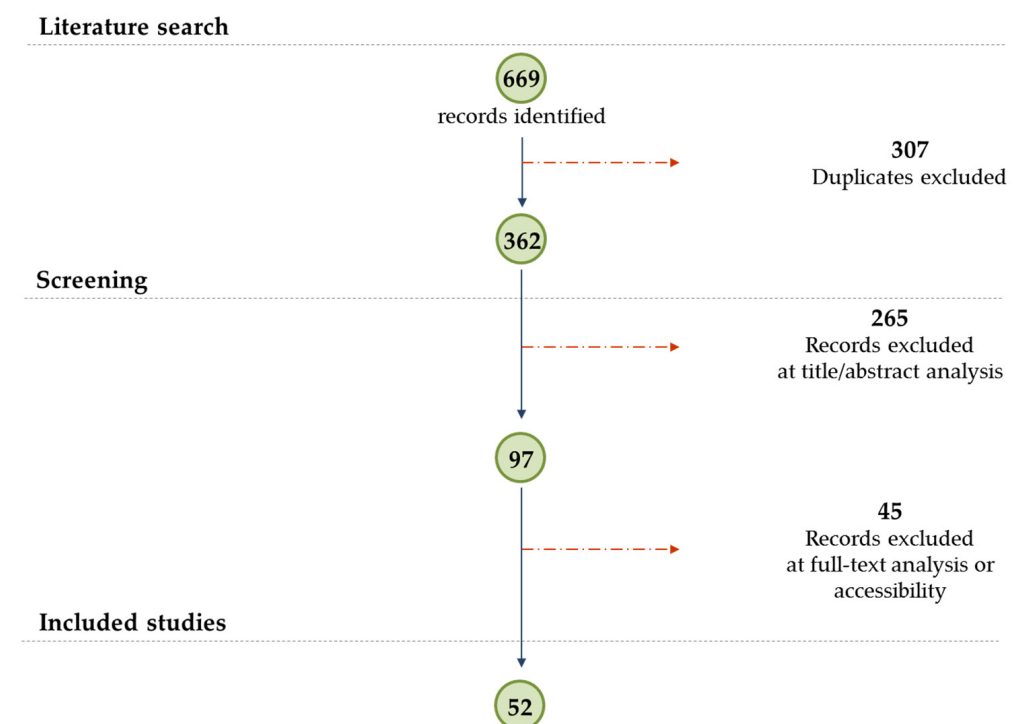 Literature search
669
records identified
307
Duplicates excluded
362
Screening
265
Records excluded
at title/abstract analysis
97
45
Records excluded
at full-text analysis or
accessibility
Included studies
52